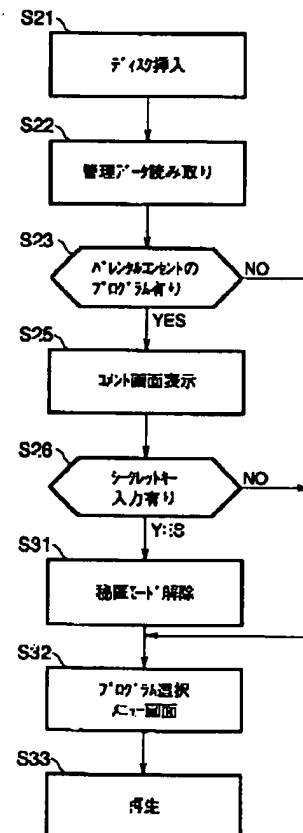 S21
ディスク挿入
S22
管理データ読み取り
S23
パレンタルコンセントの
プログラム有り
NO
YES
S25
コメント画面表示
S26
シークレットキー
入力有り
NO
YES
S31
秘匿モード解除
S32
プログラム選択
メニュー画面
S33
再生